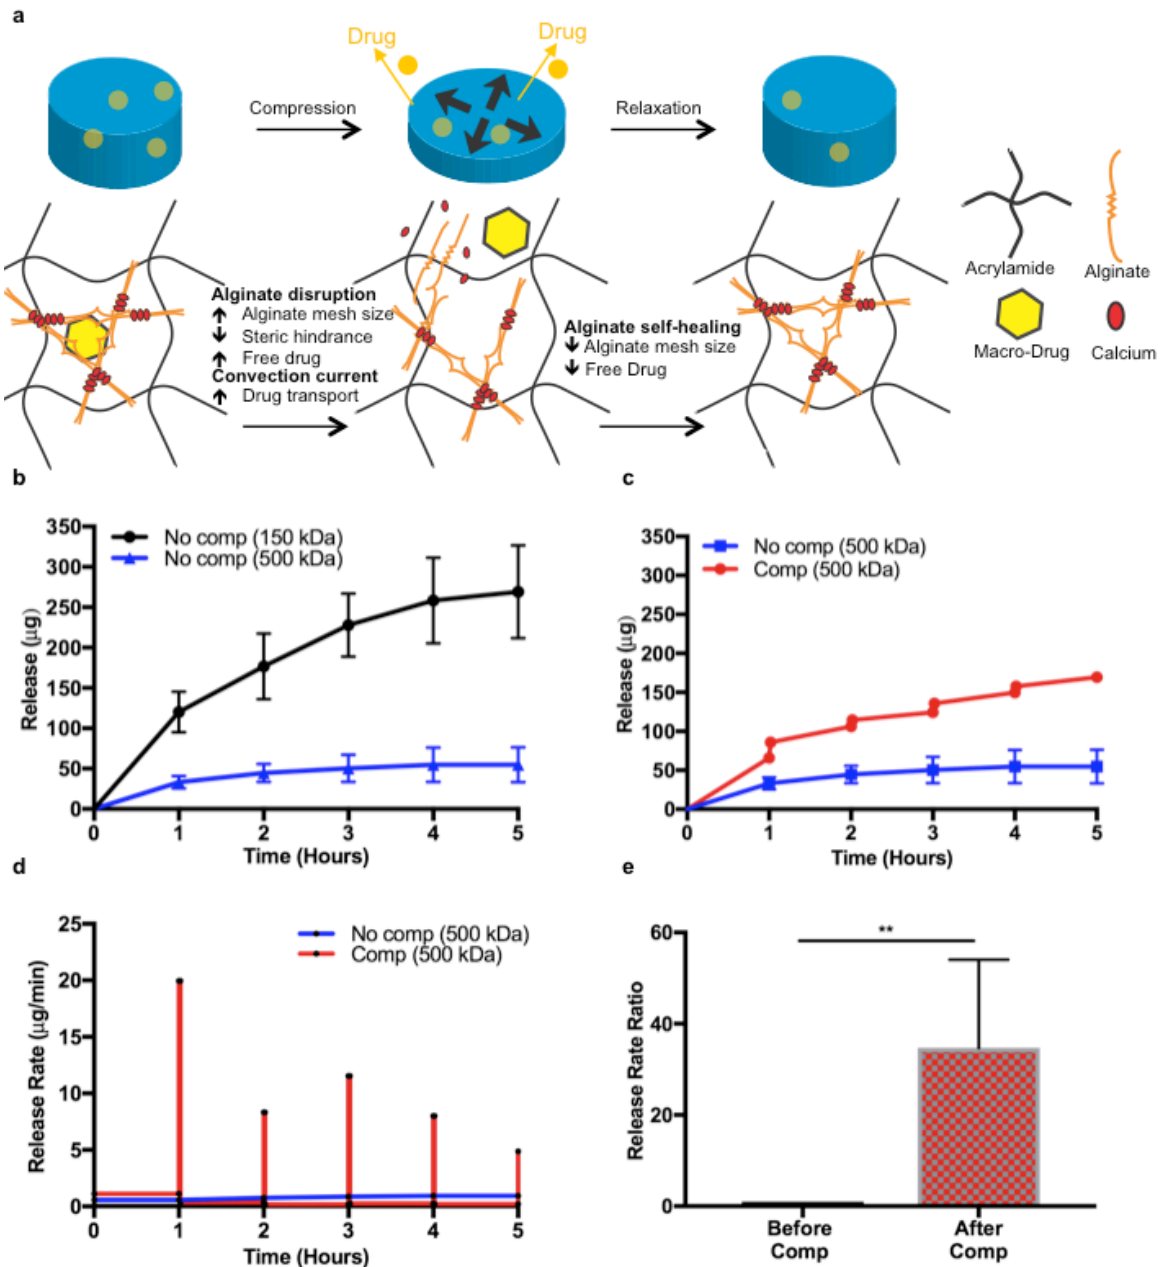 a
Drug
Drug
Compression
Relaxation
Alginate disruption
↑ Alginate mesh size
↓ Steric hindrance
↑ Free drug
Convection current
↑ Drug transport
Alginate self-healing
↓ Alginate mesh size
↓ Free Drug
Acrylamide
Alginate
Macro-Drug
Calcium
b
No comp (150 kDa)
No comp (500 kDa)
350
300
250
200
150
100
50
0
Release (µg)
0 1 2 3 4 5
Time (Hours)
c
No comp (500 kDa)
Comp (500 kDa)
350
300
250
200
150
100
50
0
Release (µg)
0 1 2 3 4 5
Time (Hours)
d
No comp (500 kDa)
Comp (500 kDa)
25
20
15
10
5
0
Release Rate (µg/min)
0 1 2 3 4 5
Time (Hours)
e
**
60
40
20
0
Release Rate Ratio
Before
Comp
After
Comp